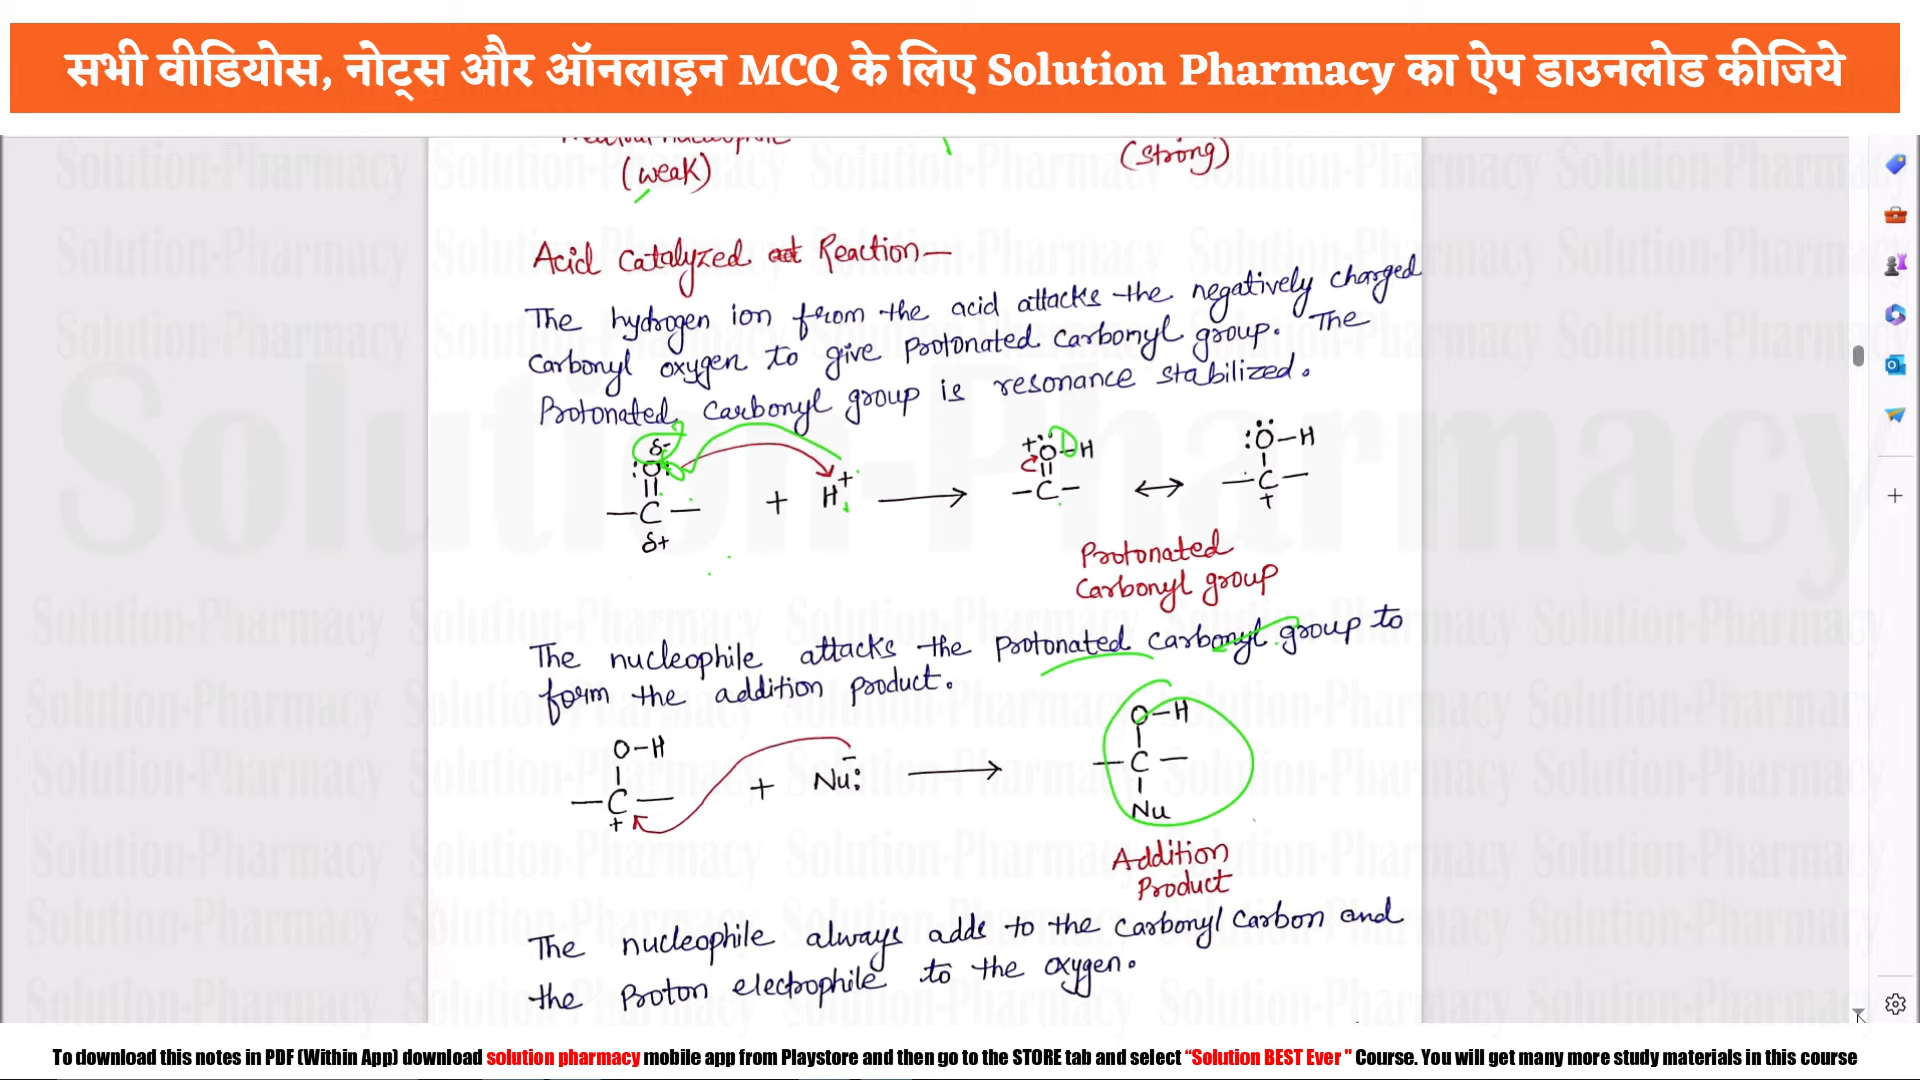 सभी वीडियोस, नोट्स और ऑनलाइन MCQ के लिए Solution Pharmacy का ऐप डाउनलोड कीजिये
(weak)
(strong)
Acid Catalyzed Reaction—
The hydrogen ion from the acid attacks the negatively charged
Carbonyl oxygen to give Protonated Carbonyl group. The
Protonated Carbonyl group is resonance stabilized.
δ-
:O:
—C—
δ+
+ H+
+:O—H
—C—
:O—H
—C—
+
Protonated
Carbonyl group
The nucleophile attacks the Protonated Carbonyl group to
form the addition product.
O—H
—C—
+
+ Nu:-
O—H
—C—
Nu
Addition
Product
The nucleophile always adds to the Carbonyl Carbon and
the Proton electrophile to the oxygen.
To download this notes in PDF (Within App) download solution pharmacy mobile app from Playstore and then go to the STORE tab and select “Solution BEST Ever " Course. You will get many more study materials in this course
Solution-Pharmacy